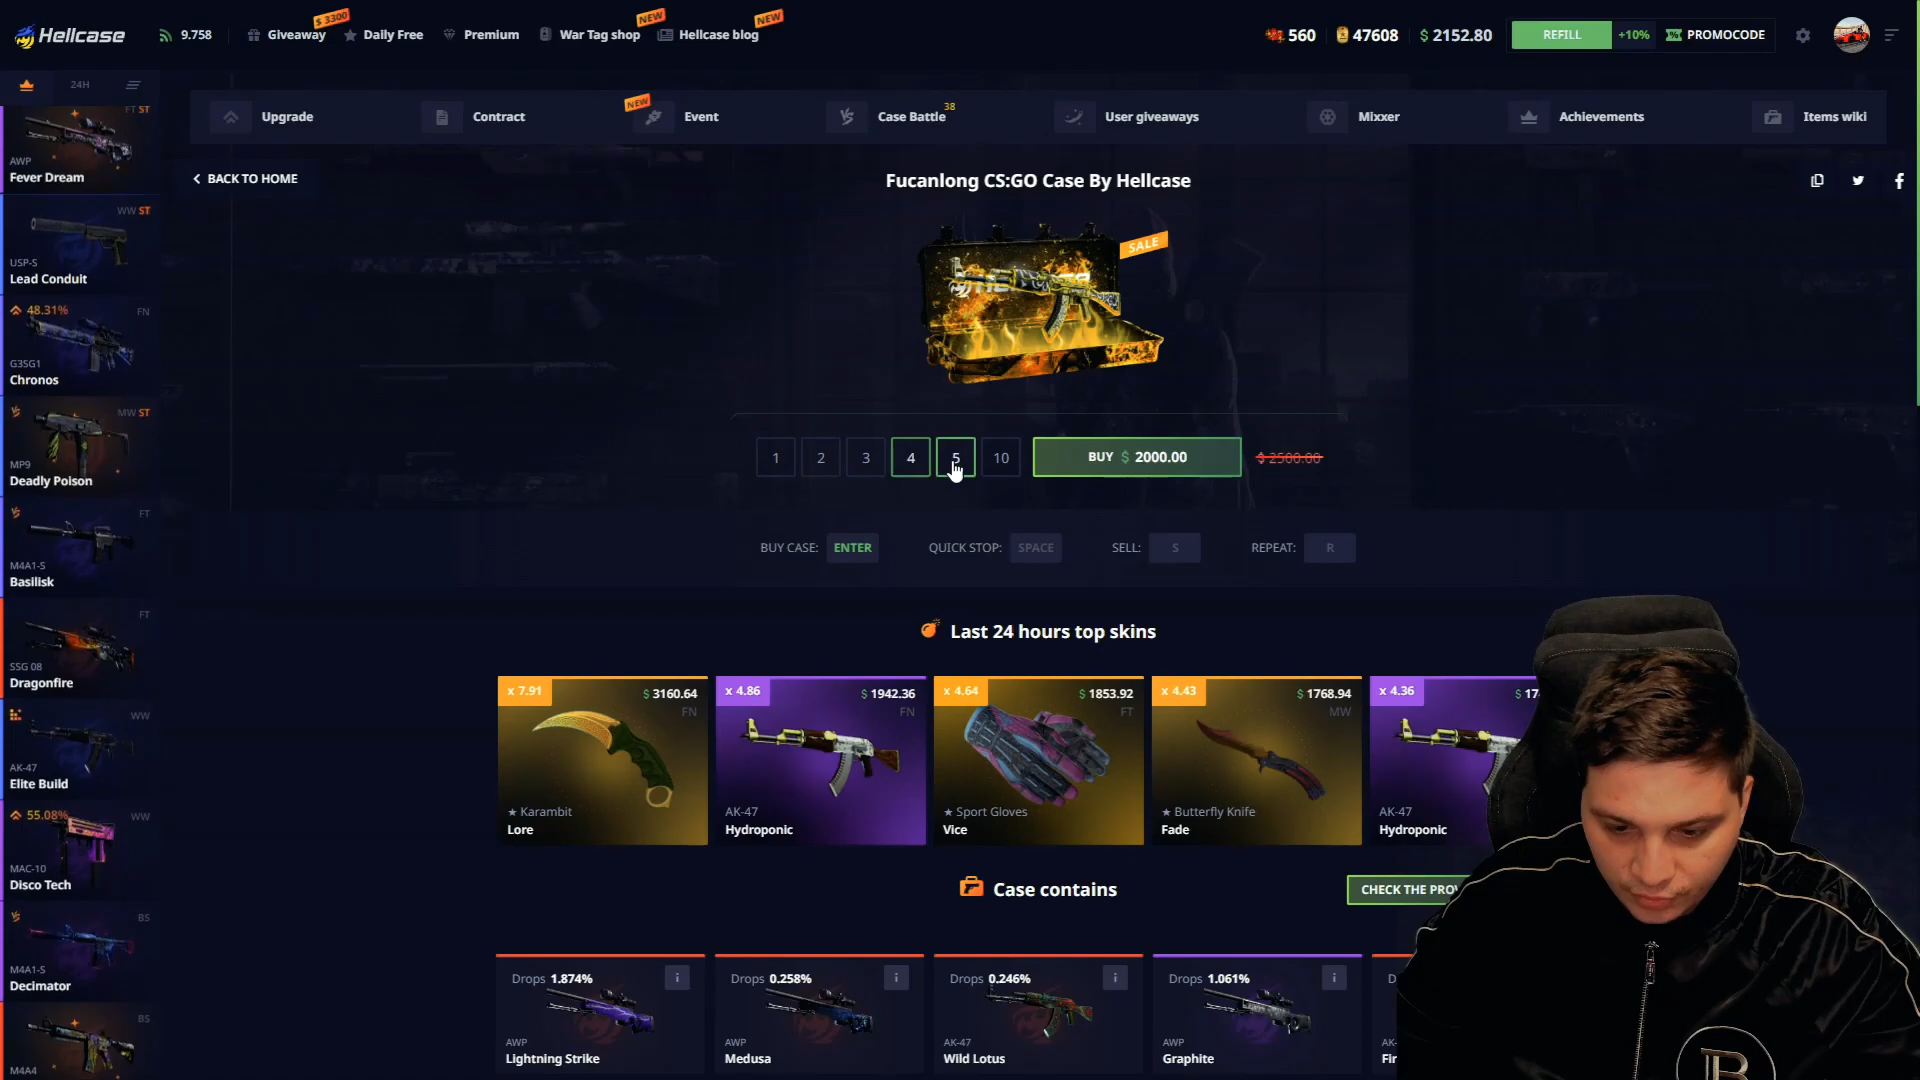 Hellcase
9.758
Giveaway
$ 3300
Daily Free
Premium
War Tag shop
NEW
Hellcase blog
NEW
560
47608
$ 2152.80
REFILL
+10%
PROMOCODE
24H
Upgrade
Contract
NEW
Event
Case Battle
38
User giveaways
Mixxer
Achievements
Items wiki
BACK TO HOME
Fucanlong CS:GO Case By Hellcase
SALE
1
2
3
4
5
10
BUY $ 2000.00
$ 2500.00
BUY CASE: ENTER
QUICK STOP: SPACE
SELL: S
REPEAT: R
FT ST
AWP
Fever Dream
WW ST
USP-S
Lead Conduit
48.31%
FN
G3SG1
Chronos
MW ST
MP9
Deadly Poison
FT
M4A1-S
Basilisk
FT
SSG 08
Dragonfire
WW
AK-47
Elite Build
55.08%
WW
MAC-10
Disco Tech
BS
M4A1-S
Decimator
BS
M4A4
Last 24 hours top skins
x 7.91
$ 3160.64
FN
★ Karambit
Lore
x 4.86
$ 1942.36
FN
AK-47
Hydroponic
x 4.64
$ 1853.92
FT
★ Sport Gloves
Vice
x 4.43
$ 1768.94
MW
★ Butterfly Knife
Fade
x 4.36
$ 17
AK-47
Hydroponic
Case contains
CHECK THE PROV
Drops 1.874%
i
AWP
Lightning Strike
Drops 0.258%
i
AWP
Medusa
Drops 0.246%
i
AK-47
Wild Lotus
Drops 1.061%
i
AWP
Graphite
D
AK-
Fir